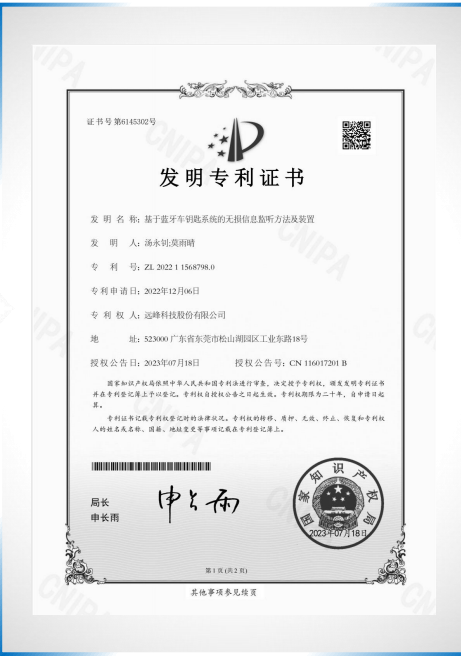 证书号第6145302号
发明专利证书
发 明 名 称：基于蓝牙车钥匙系统的无损信息监听方法及装置
发 明 人：汤永钊;莫雨晴
专 利 号：ZL 2022 1 1568798.0
专利申请日：2022年12月06日
专 利 权 人：远峰科技股份有限公司
地 址：523000 广东省东莞市松山湖园区工业东路18号
授权公告日：2023年07月18日 授权公告号：CN 116017201 B
国家知识产权局依照中华人民共和国专利法进行审查，决定授予专利权，颁发发明专利证书
并在专利登记簿上予以登记。专利权自授权公告之日起生效。专利权期限为二十年，自申请日起
算。
专利证书记载专利权登记时的法律状况。专利权的转移、质押、无效、终止、恢复和专利权
人的姓名或名称、国籍、地址变更等事项记载在专利登记簿上。
局长
申长雨
申长雨
国家知识产权局
2023年07月18日
第 1 页 (共 2 页)
其他事项参见续页
CNIPA
CNIPA
CNIPA
CNIPA